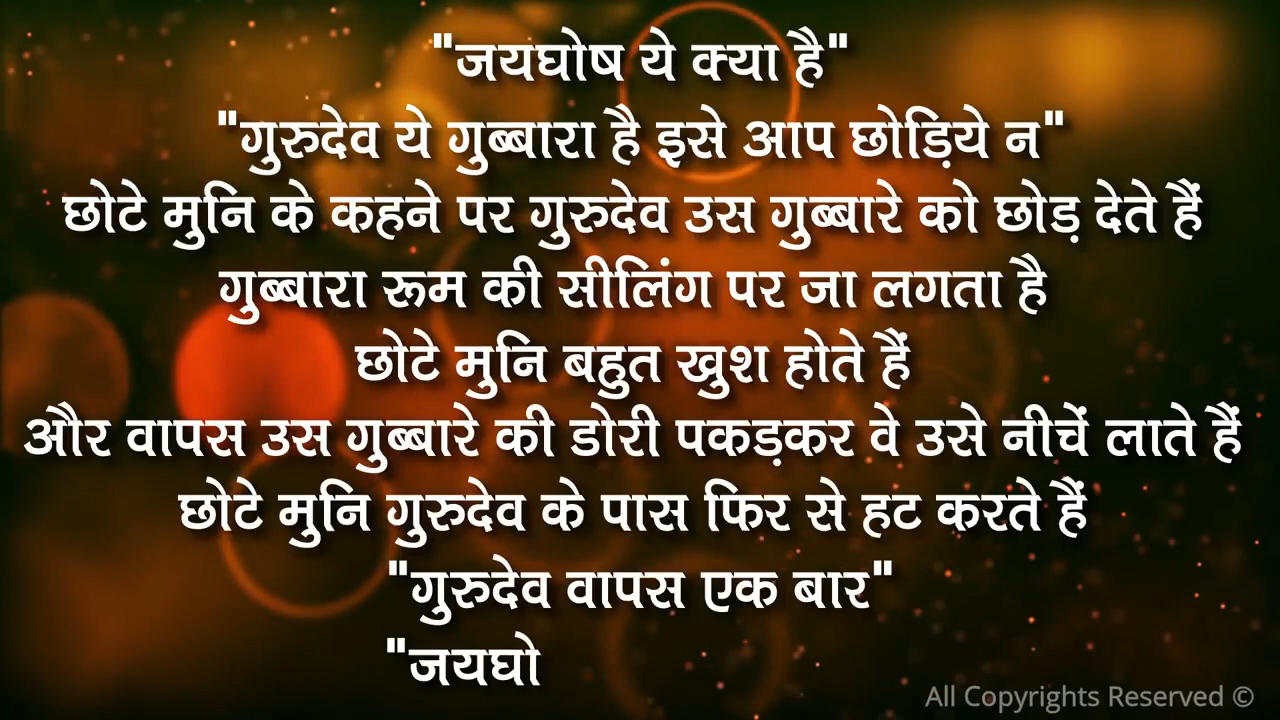 "जयघोष ये क्या है"
"गुरुदेव ये गुब्बारा है इसे आप छोड़िये न"
छोटे मुनि के कहने पर गुरुदेव उस गुब्बारे को छोड़ देते हैं
गुब्बारा रूम की सीलिंग पर जा लगता है
छोटे मुनि बहुत खुश होते हैं
और वापस उस गुब्बारे की डोरी पकड़कर वे उसे नीचें लाते हैं
छोटे मुनि गुरुदेव के पास फिर से हट करते हैं
"गुरुदेव वापस एक बार"
"जयघो
All Copyrights Reserved ©